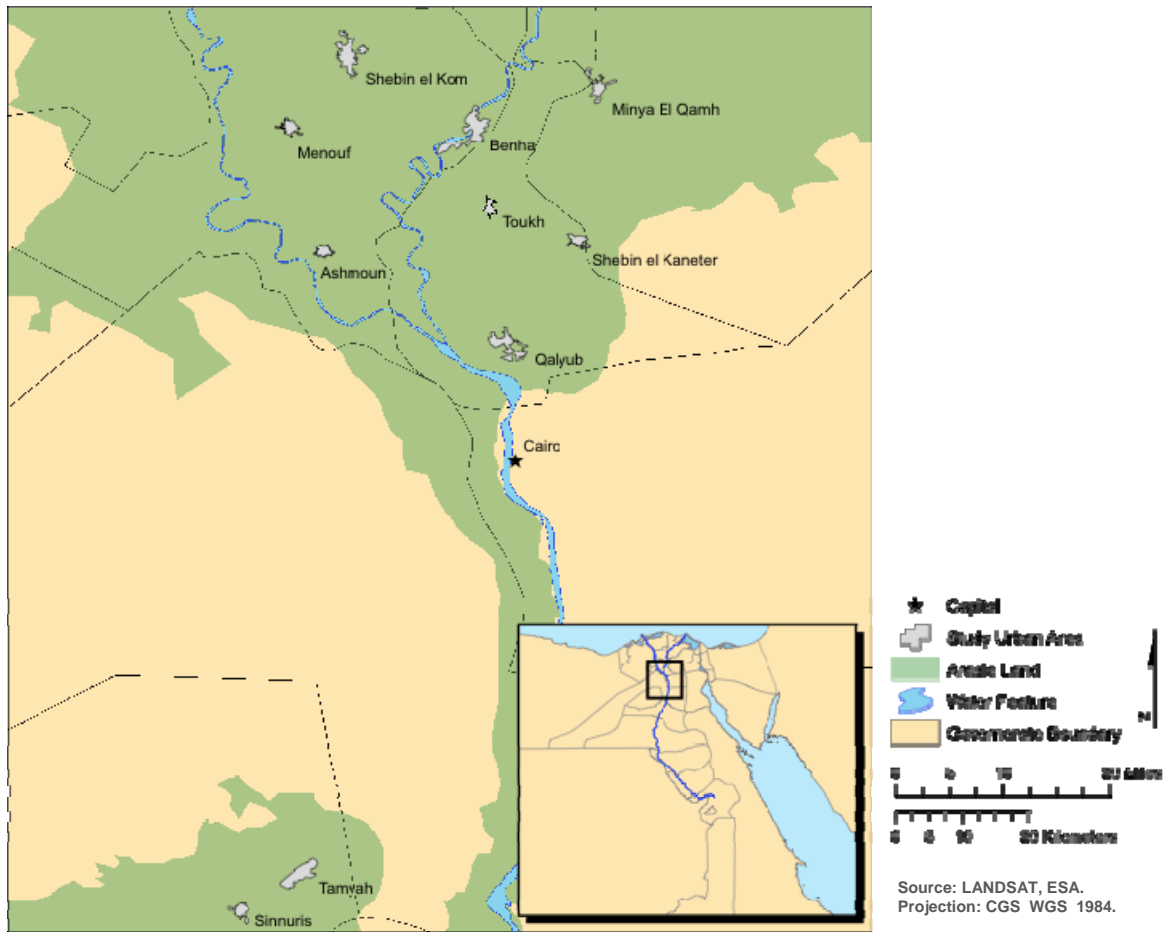 Shebin el Kom
Minya El Qamh
Menouf
Benha
Toukh
Shebin el Kaneter
Ashmoun
Qalyub
Cairo
Tamyah
Sinnuris
Capital
Study Urban Area
Arable Land
Water Feature
Governorate Boundary
N
0 5 10 20 Miles
0 5 10 20 Kilometers
Source: LANDSAT, ESA.
Projection: CGS WGS 1984.